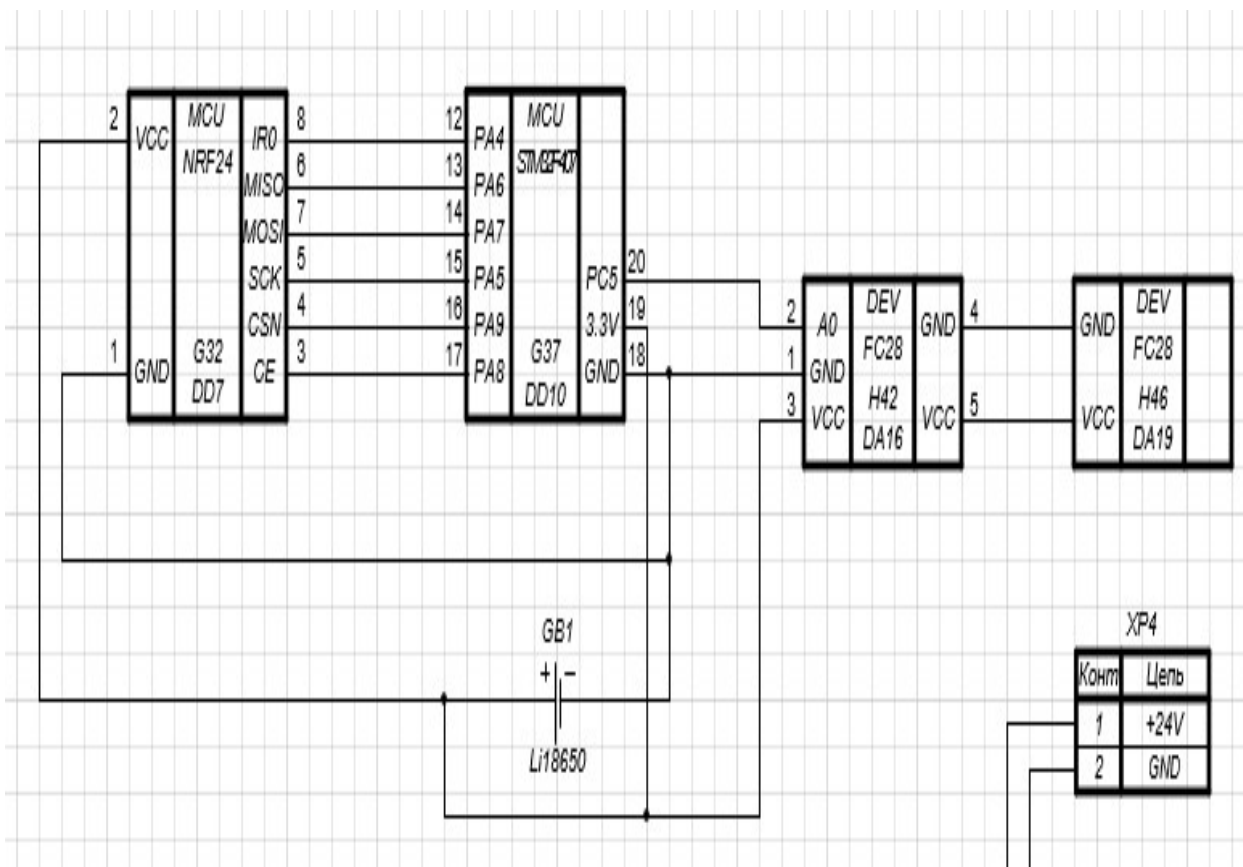 2
VCC
1
GND
MCU
NRF24
G32
DD7
IR0
MISO
MOSI
SCK
CSN
CE
8
6
7
5
4
3
12
13
14
15
16
17
PA4
PA6
PA7
PA5
PA9
PA8
MCU
STM32F407
G37
DD10
PC5
3.3V
GND
20
19
18
2
1
3
A0
GND
VCC
DEV
FC28
H42
DA16
GND
VCC
4
5
GND
VCC
DEV
FC28
H46
DA19
GB1
+ −
Li18650
XP4
Конт Цепь
1 +24V
2 GND